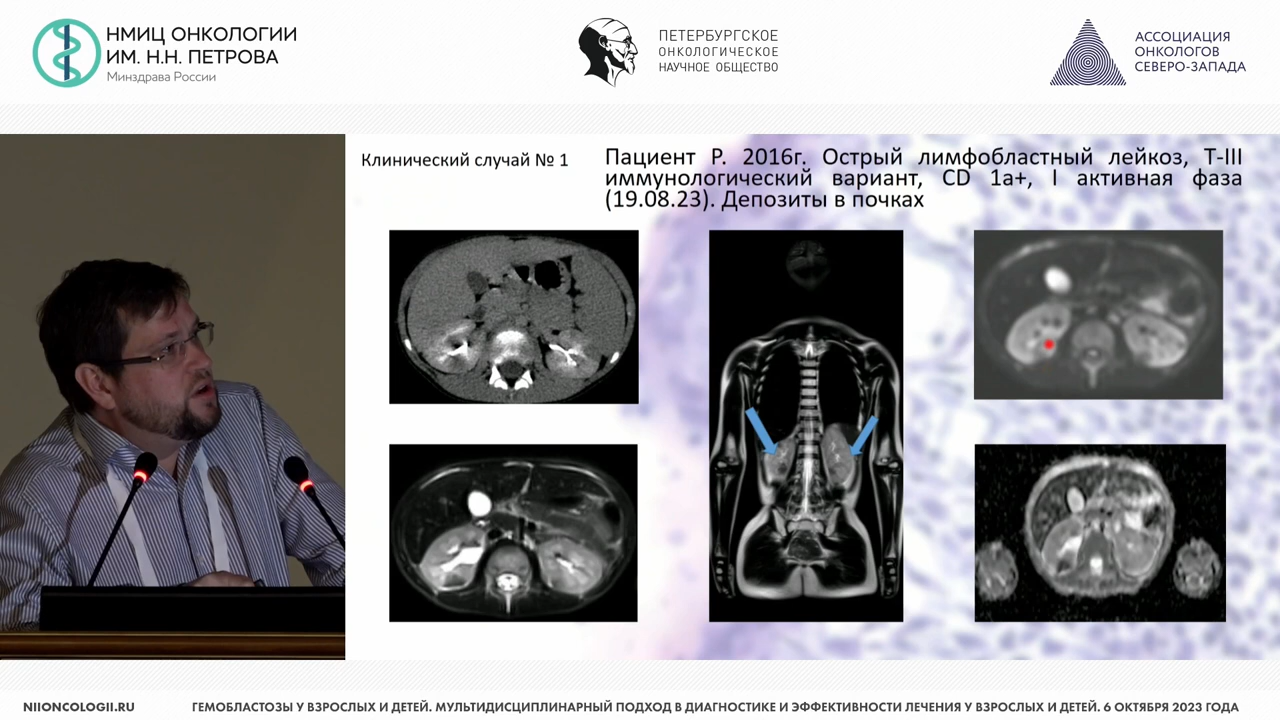 НМИЦ ОНКОЛОГИИ
ИМ. Н.Н. ПЕТРОВА
Минздрава России
ПЕТЕРБУРГСКОЕ
ОНКОЛОГИЧЕСКОЕ
НАУЧНОЕ ОБЩЕСТВО
АССОЦИАЦИЯ
ОНКОЛОГОВ
СЕВЕРО-ЗАПАДА
Клинический случай № 1
Пациент Р. 2016г. Острый лимфобластный лейкоз, Т-III
иммунологический вариант, CD 1a+, I активная фаза
(19.08.23). Депозиты в почках
NIIONCOLOGII.RU
ГЕМОБЛАСТОЗЫ У ВЗРОСЛЫХ И ДЕТЕЙ. МУЛЬТИДИСЦИПЛИНАРНЫЙ ПОДХОД В ДИАГНОСТИКЕ И ЭФФЕКТИВНОСТИ ЛЕЧЕНИЯ У ВЗРОСЛЫХ И ДЕТЕЙ. 6 ОКТЯБРЯ 2023 ГОДА